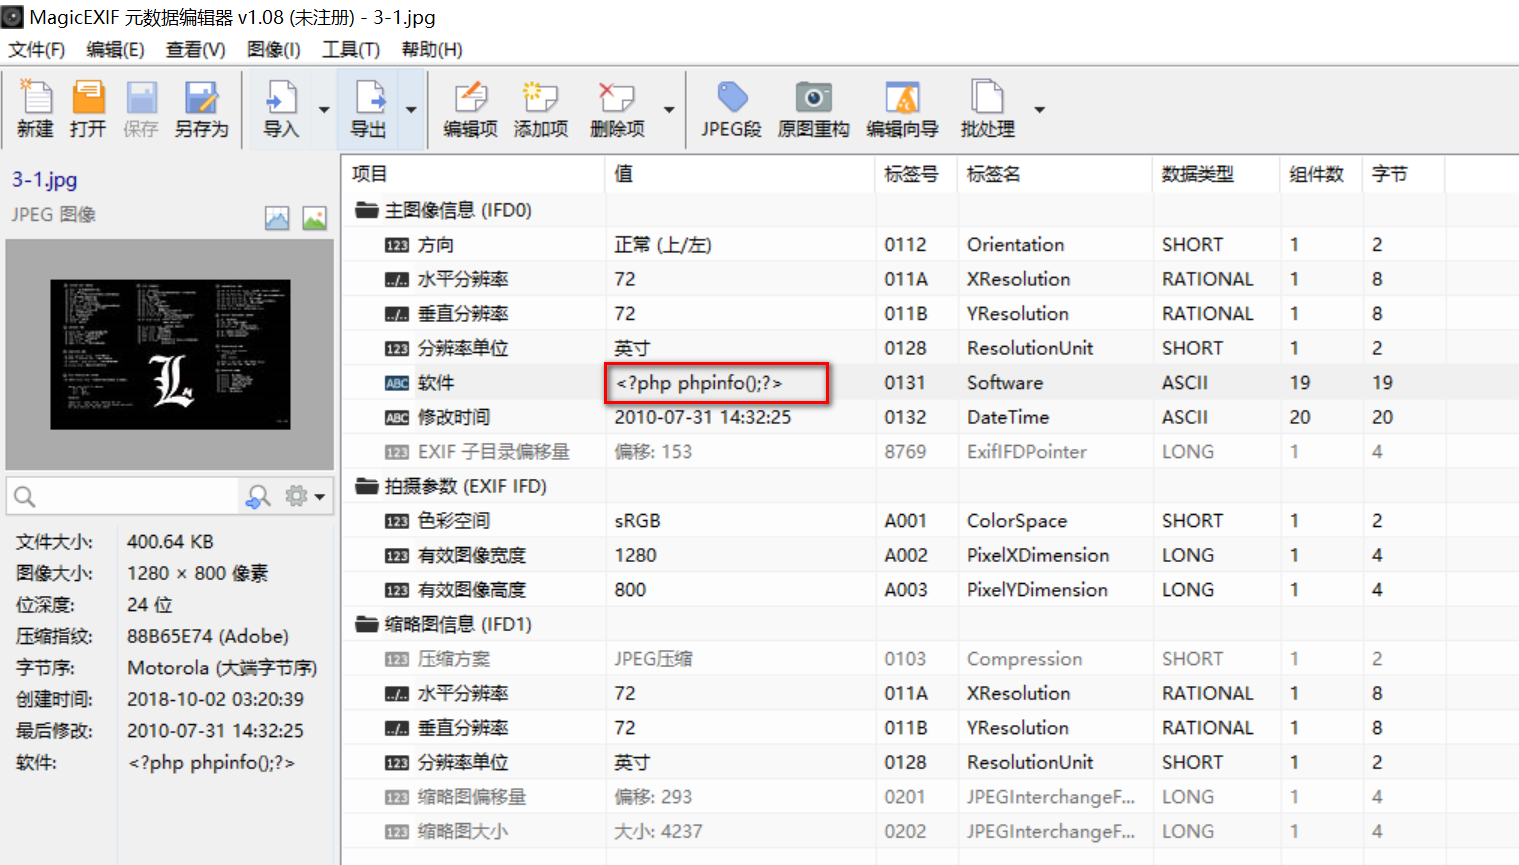 MagicEXIF 元数据编辑器 v1.08 (未注册) - 3-1.jpg
文件(F) 编辑(E) 查看(V) 图像(I) 工具(T) 帮助(H)
新建 打开 保存 另存为 导入 导出 编辑项 添加项 删除项 JPEG段 原图重构 编辑向导 批处理
3-1.jpg
JPEG 图像
文件大小: 400.64 KB
图像大小: 1280 × 800 像素
位深度: 24 位
压缩指纹: 88B65E74 (Adobe)
字节序: Motorola (大端字节序)
创建时间: 2018-10-02 03:20:39
最后修改: 2010-07-31 14:32:25
软件: <?php phpinfo();?>
项目 值 标签号 标签名 数据类型 组件数 字节
主图像信息 (IFD0)
123 方向 正常 (上/左) 0112 Orientation SHORT 1 2
../.. 水平分辨率 72 011A XResolution RATIONAL 1 8
../.. 垂直分辨率 72 011B YResolution RATIONAL 1 8
123 分辨率单位 英寸 0128 ResolutionUnit SHORT 1 2
ABC 软件 <?php phpinfo();?> 0131 Software ASCII 19 19
ABC 修改时间 2010-07-31 14:32:25 0132 DateTime ASCII 20 20
123 EXIF 子目录偏移量 偏移: 153 8769 ExifIFDPointer LONG 1 4
拍摄参数 (EXIF IFD)
123 色彩空间 sRGB A001 ColorSpace SHORT 1 2
123 有效图像宽度 1280 A002 PixelXDimension LONG 1 4
123 有效图像高度 800 A003 PixelYDimension LONG 1 4
缩略图信息 (IFD1)
123 压缩方案 JPEG压缩 0103 Compression SHORT 1 2
../.. 水平分辨率 72 011A XResolution RATIONAL 1 8
../.. 垂直分辨率 72 011B YResolution RATIONAL 1 8
123 分辨率单位 英寸 0128 ResolutionUnit SHORT 1 2
123 缩略图偏移量 偏移: 293 0201 JPEGInterchangeF... LONG 1 4
123 缩略图大小 大小: 4237 0202 JPEGInterchangeF... LONG 1 4